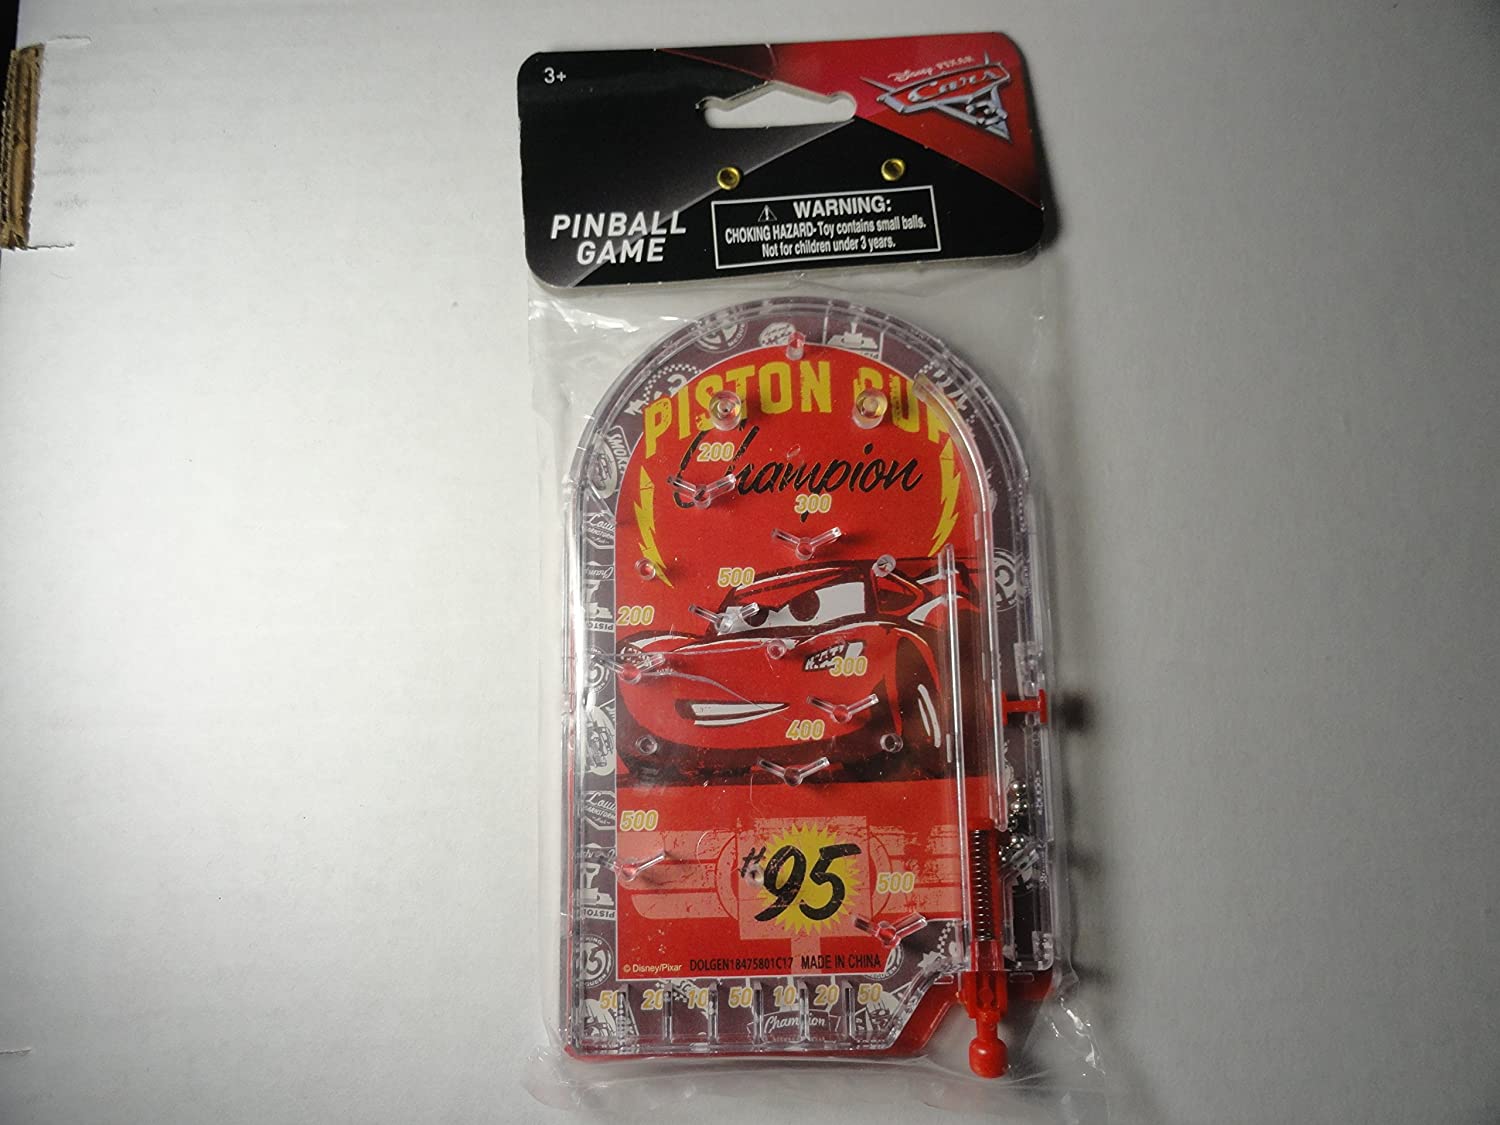 3+
Disney PIXAR
Cars
3
PINBALL
GAME
WARNING:
CHOKING HAZARD-Toy contains small balls.
Not for children under 3 years.
PISTON CUP
Champion
200
300
500
200
300
400
500
#95
500
© Disney/Pixar DOLGEN18475801C17 MADE IN CHINA
50 20 10 50 10 20 50
Champion